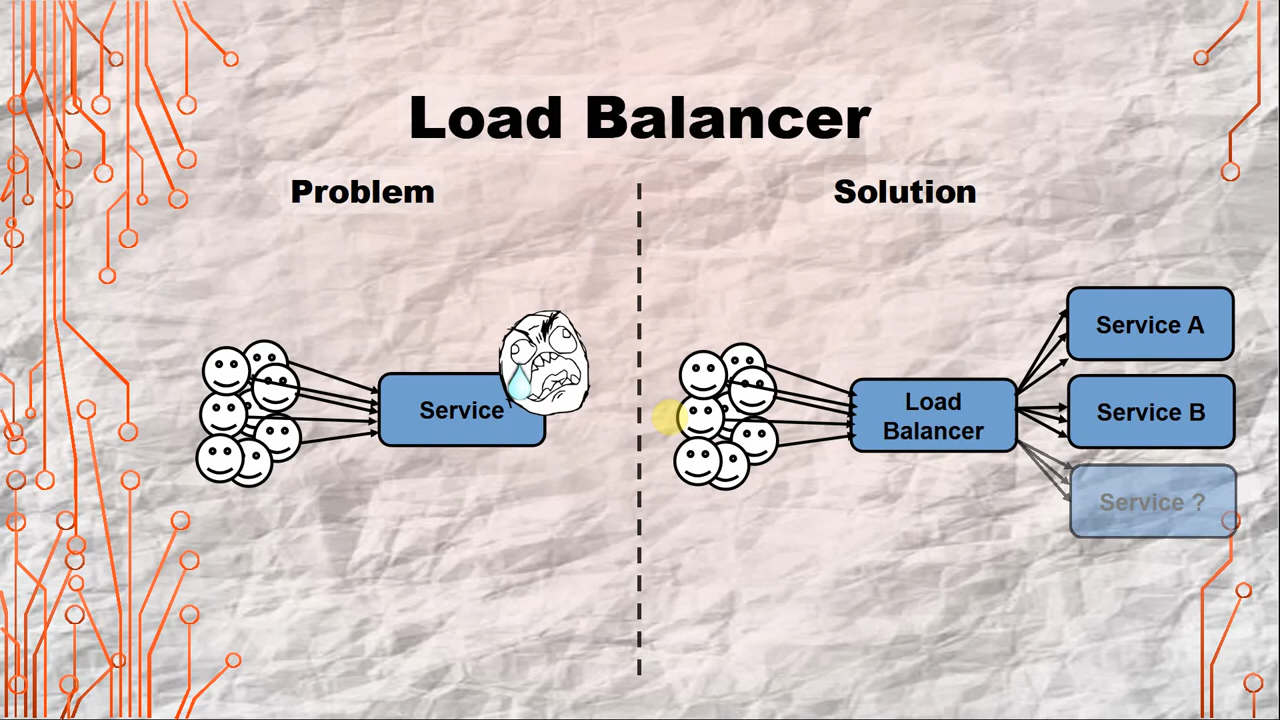 Load Balancer
Problem
Solution
Service
Load
Balancer
Service A
Service B
Service ?